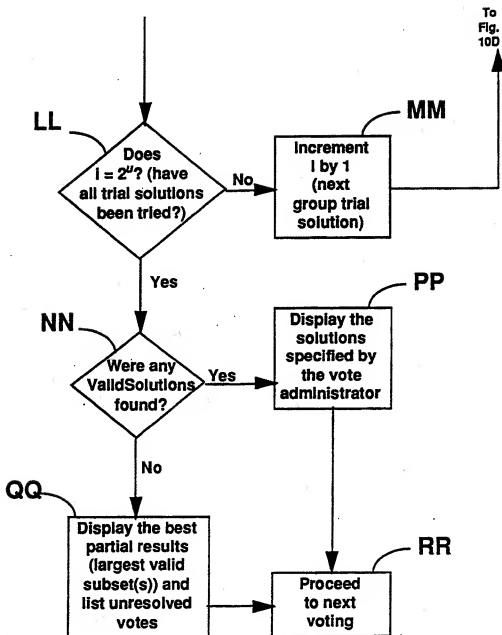 To
Fig.
10D
MM
LL
Does
i = 2ᵘ? (have
all trial solutions
been tried?)
No
Increment
i by 1
(next
group trial
solution)
Yes
PP
NN
Were any
ValidSolutions
found?
Yes
Display the
solutions
specified by
the vote
administrator
No
QQ
Display the best
partial results
(largest valid
subset(s)) and
list unresolved
votes
RR
Proceed
to next
voting